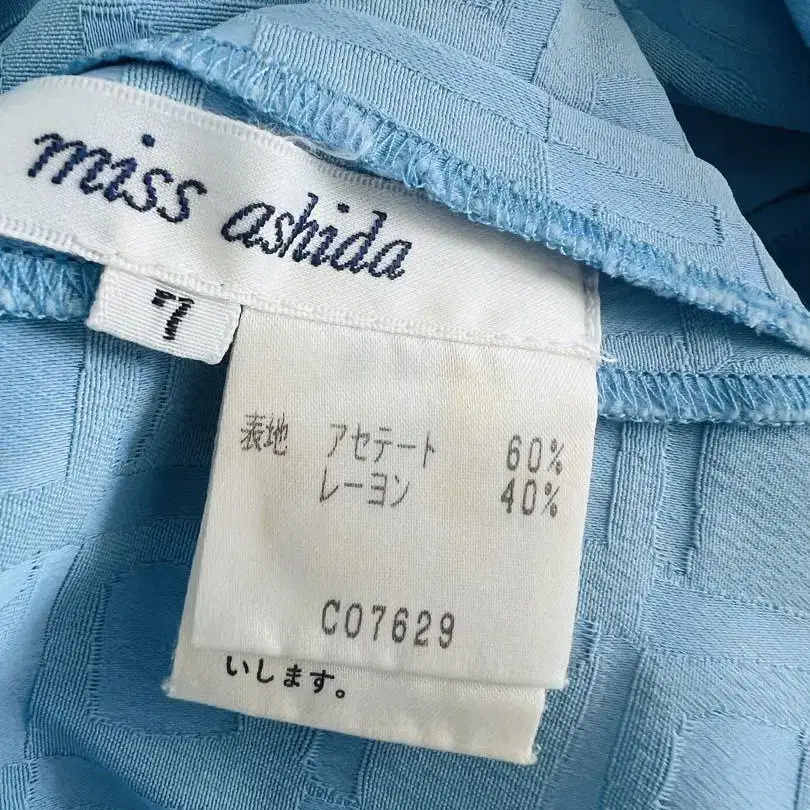 miss ashida
7
表地 アセテート 60%
レーヨン 40%
C07629
いします。